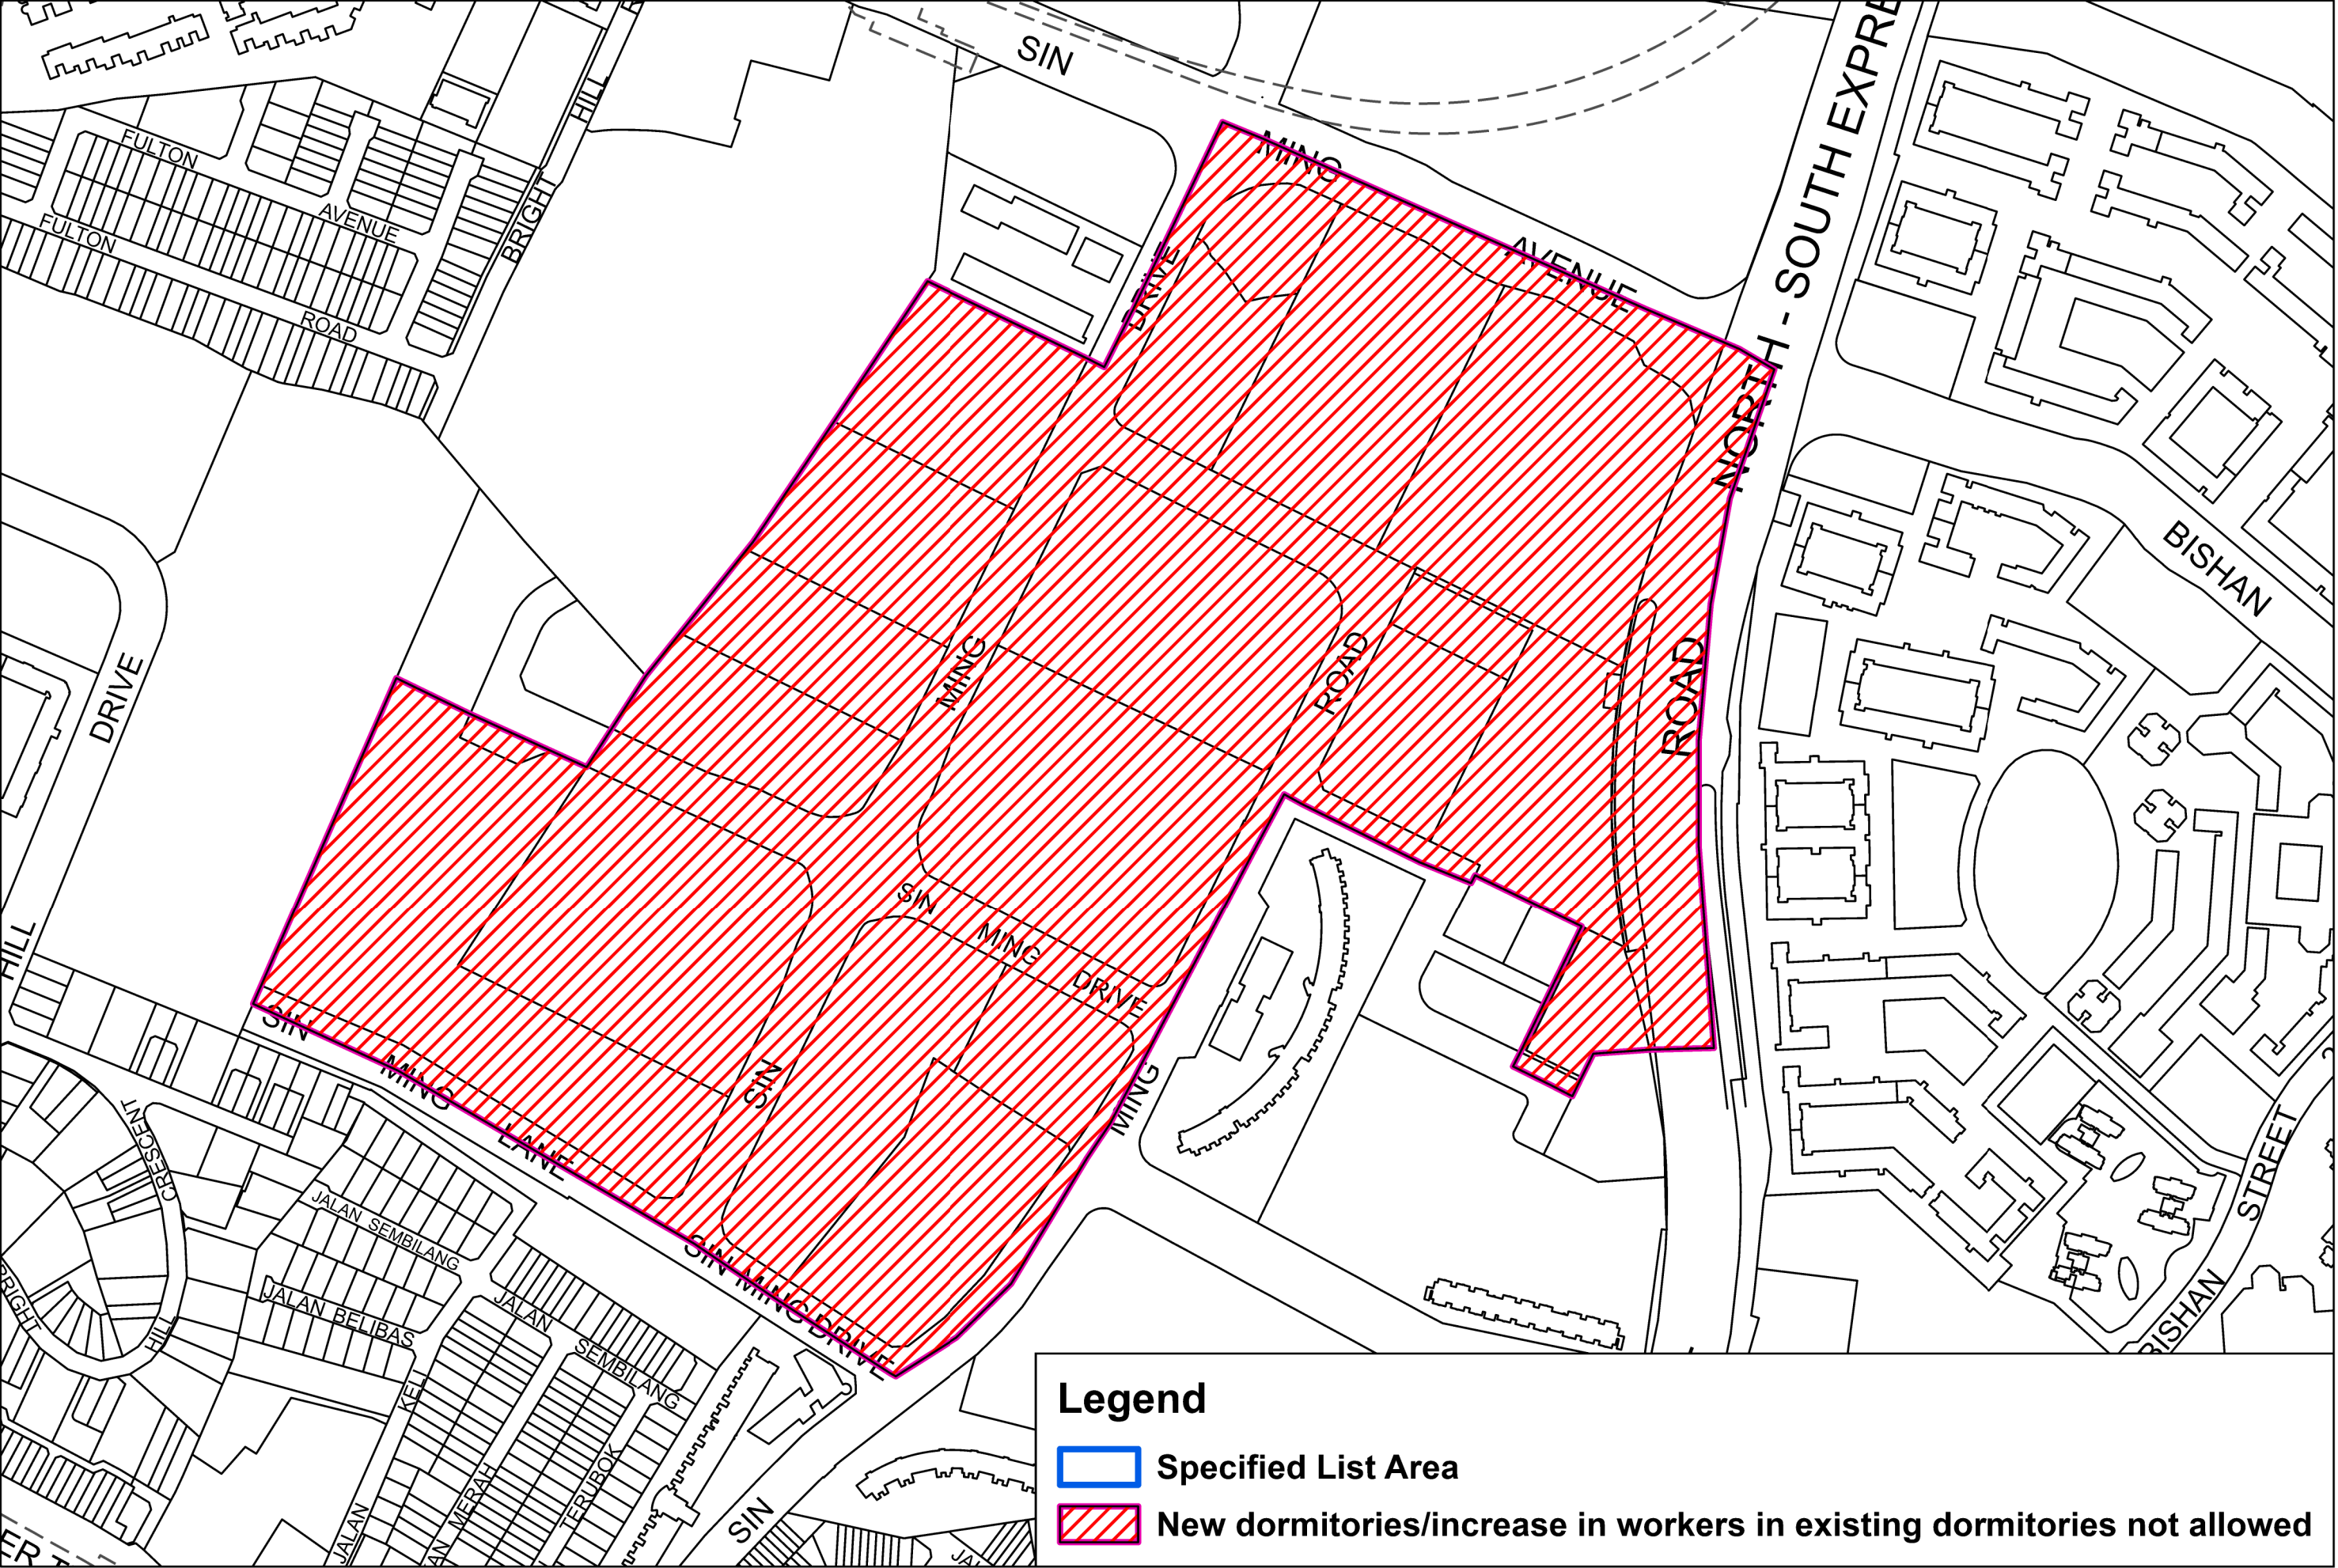 SIN
MING
AVENUE
NORTH - SOUTH EXPRE
HILL
BRIGHT
FULTON
AVENUE
FULTON
ROAD
DRIVE
BISHAN
DRIVE
MING
ROAD
ROAD
HILL
SIN
MING
DRIVE
SIN
MING
LANE
SIN
MING
SIN MING DRIVE
CRESCENT
JALAN SEMBILANG
JALAN BELIBAS
JALAN
SEMBILANG
BRIGHT
HILL
KELI
JALAN
MERAH
TERUBOK
SIN
STREET
BISHAN
Legend
Specified List Area
New dormitories/increase in workers in existing dormitories not allowed